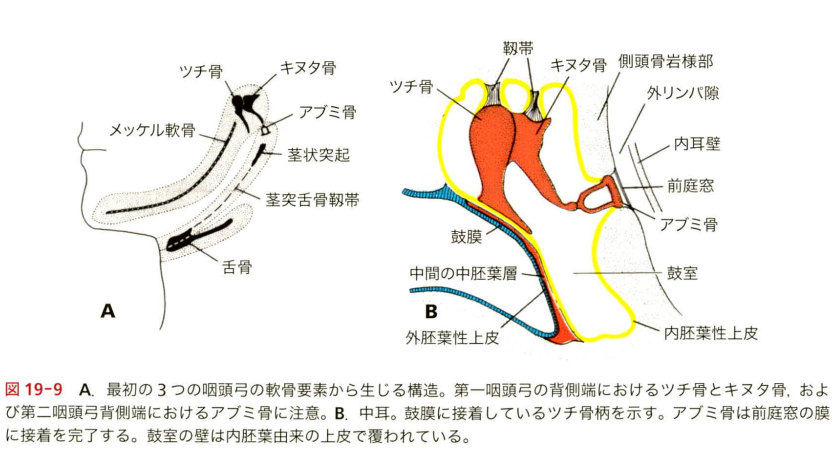 ツチ骨
キヌタ骨
アブミ骨
メッケル軟骨
茎状突起
茎突舌骨靱帯
舌骨
A
靱帯
ツチ骨
キヌタ骨
側頭骨岩様部
外リンパ隙
内耳壁
前庭窓
アブミ骨
鼓膜
中間の中胚葉層
鼓室
B
外胚葉性上皮
内胚葉性上皮
図 19-9 A. 最初の3つの咽頭弓の軟骨要素から生じる構造。第一咽頭弓の背側端におけるツチ骨とキヌタ骨, およ
び第二咽頭弓背側端におけるアブミ骨に注意。B. 中耳。鼓膜に接着しているツチ骨柄を示す。アブミ骨は前庭窓の膜
に接着を完了する。鼓室の壁は内胚葉由来の上皮で覆われている。